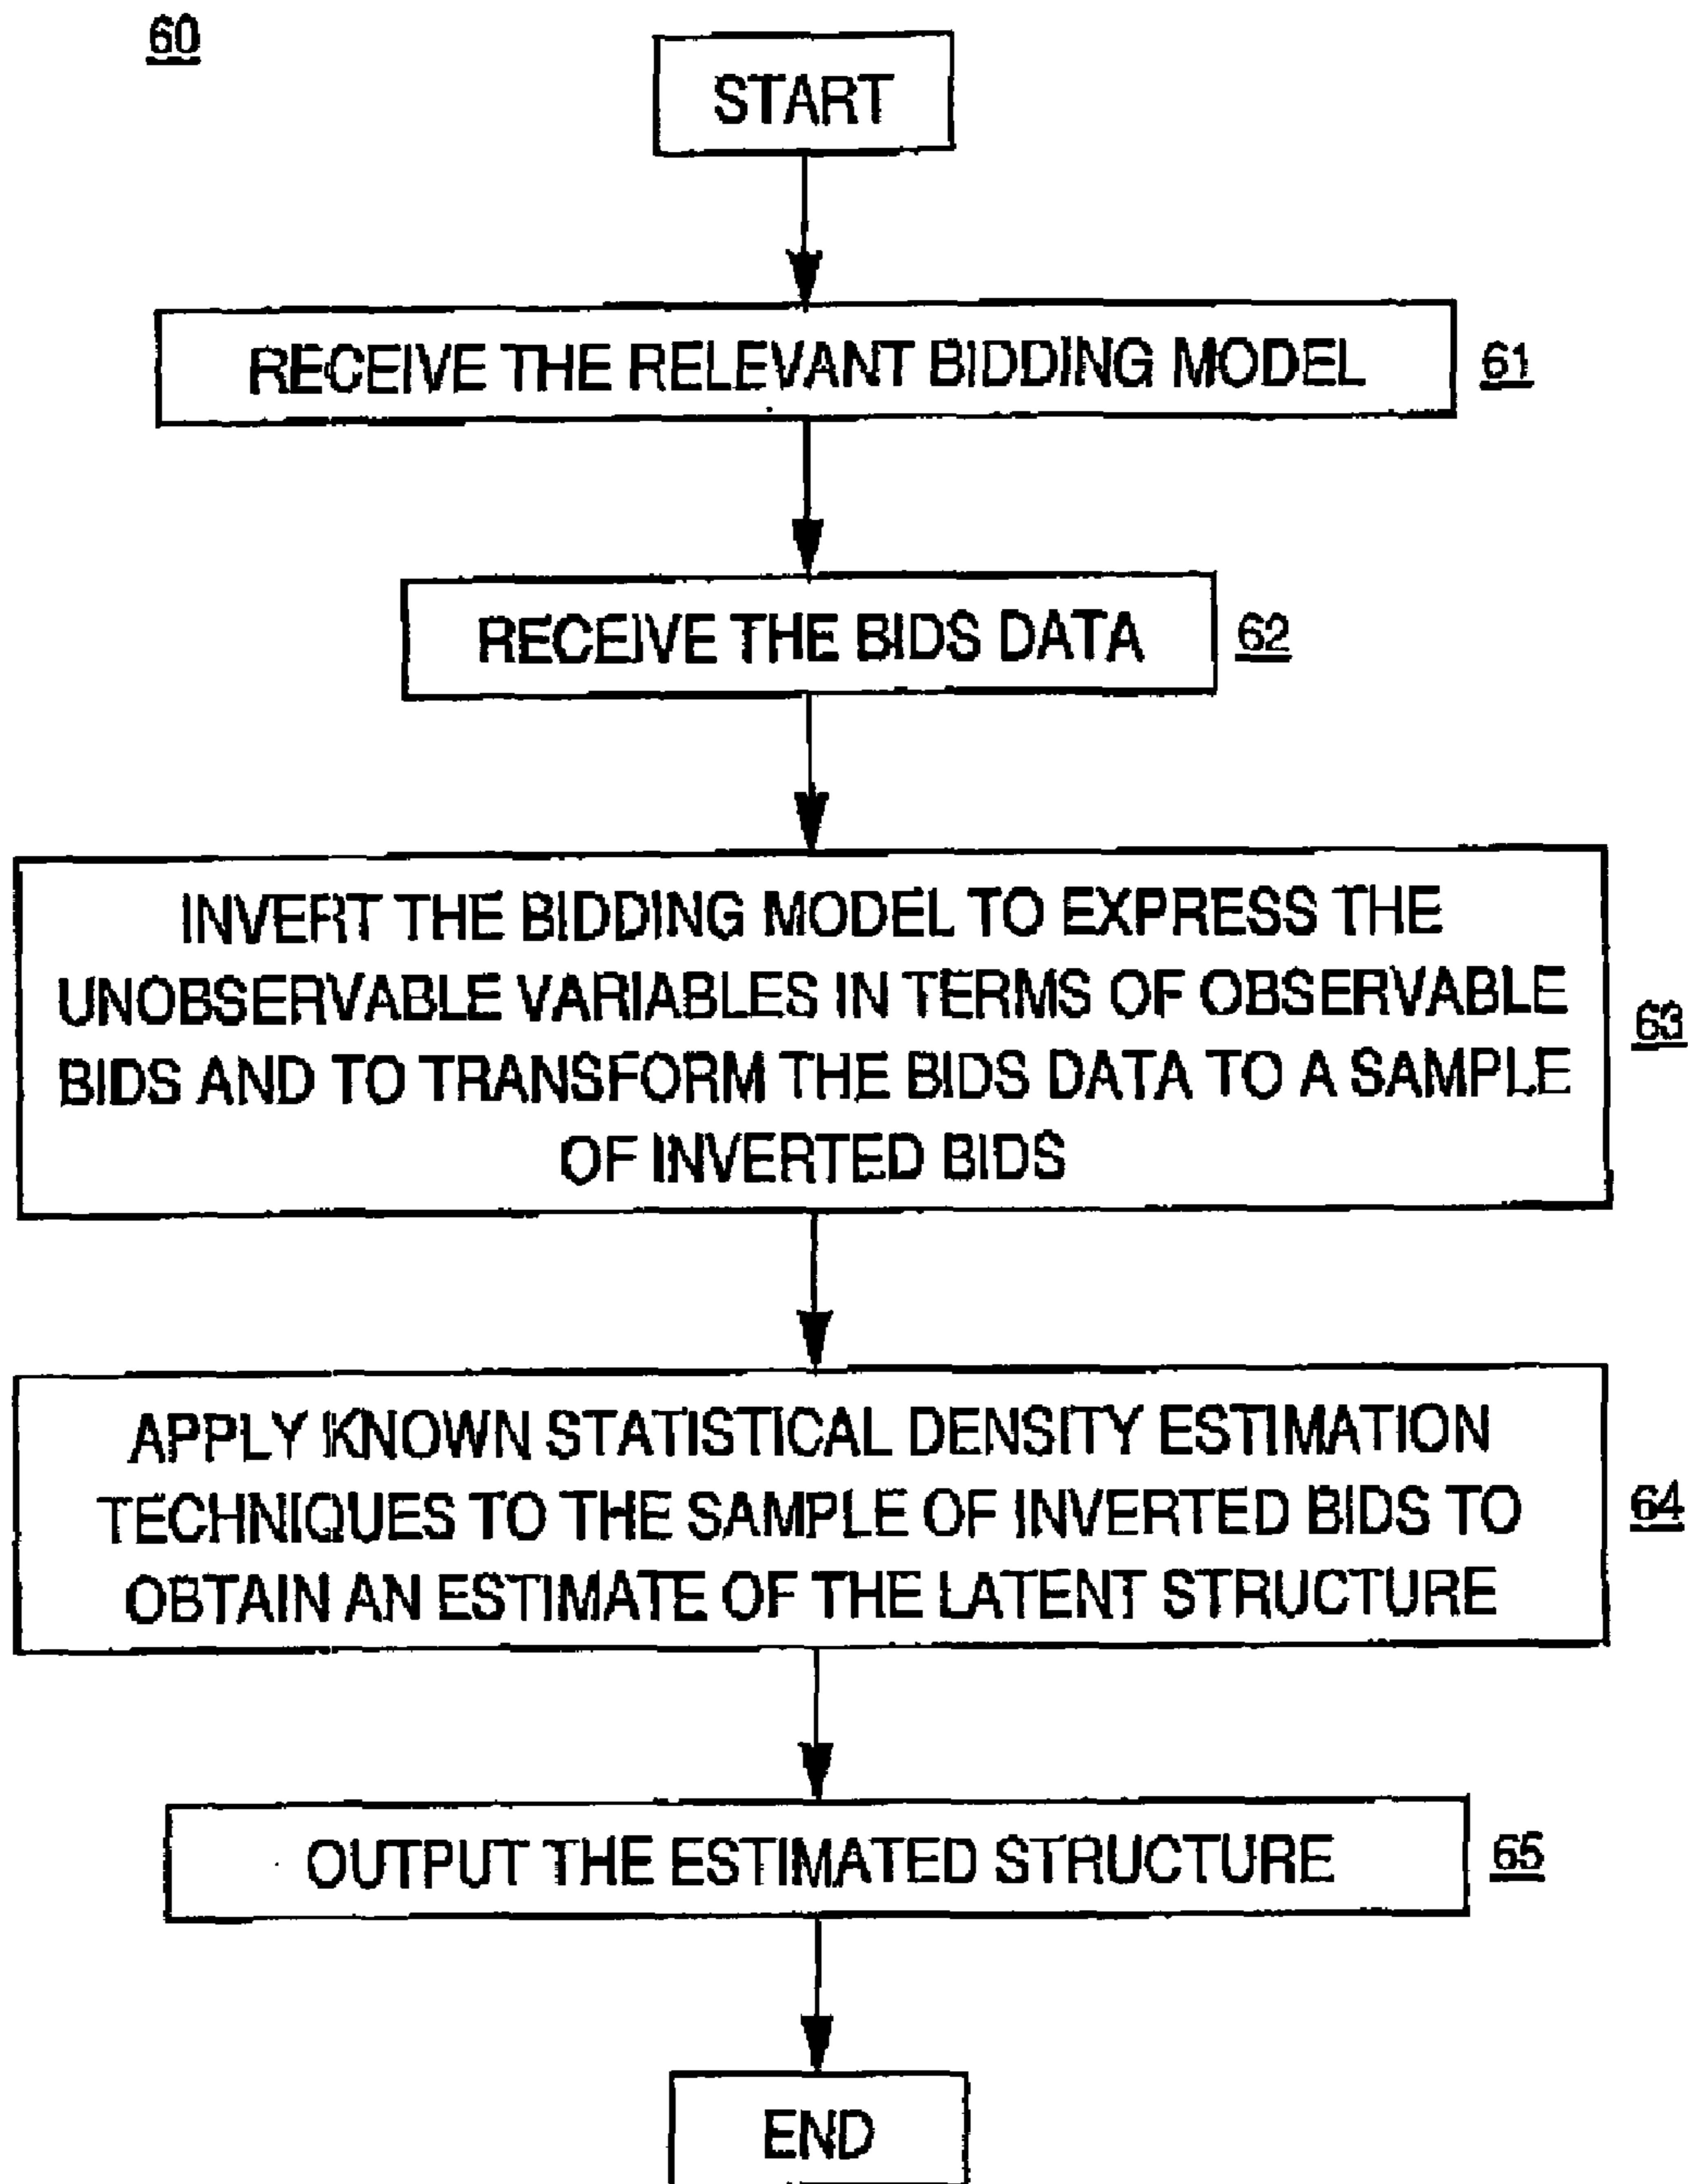 60
START
RECEIVE THE RELEVANT BIDDING MODEL
61
RECEIVE THE BIDS DATA
62
INVERT THE BIDDING MODEL TO EXPRESS THE
UNOBSERVABLE VARIABLES IN TERMS OF OBSERVABLE
BIDS AND TO TRANSFORM THE BIDS DATA TO A SAMPLE
OF INVERTED BIDS
63
APPLY KNOWN STATISTICAL DENSITY ESTIMATION
TECHNIQUES TO THE SAMPLE OF INVERTED BIDS TO
OBTAIN AN ESTIMATE OF THE LATENT STRUCTURE
64
OUTPUT THE ESTIMATED STRUCTURE
65
END